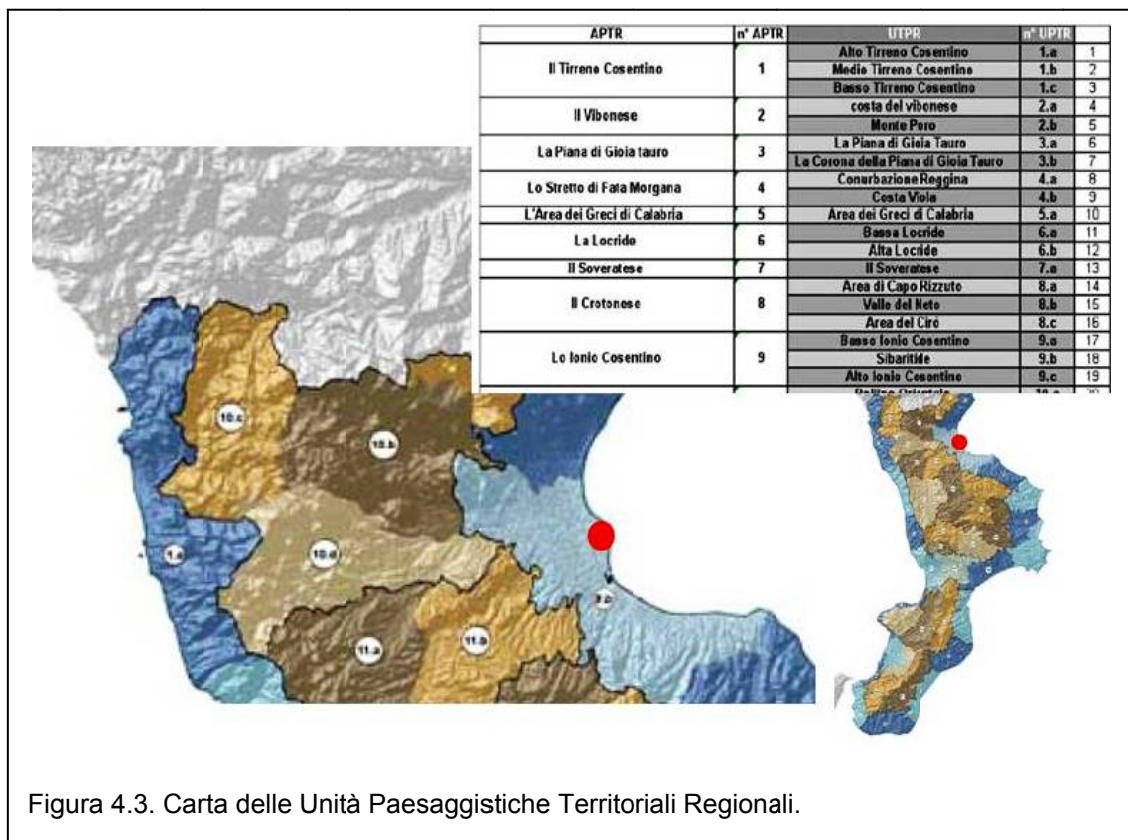 APTR n° APTR UTPR n° UPTR
Il Tirreno Cosentino 1
Alto Tirreno Cosentino 1.a 1
Medio Tirreno Cosentino 1.b 2
Basso Tirreno Cosentino 1.c 3
Il Vibonese 2
costa del vibonese 2.a 4
Monte Poro 2.b 5
La Piana di Gioia tauro 3
La Piana di Gioia Tauro 3.a 6
La Corona della Piana di Gioia Tauro 3.b 7
Lo Stretto di Fata Morgana 4
Conurbazione Reggina 4.a 8
Costa Viola 4.b 9
L'Area dei Greci di Calabria 5 Area dei Greci di Calabria 5.a 10
La Locride 6
Bassa Locride 6.a 11
Alta Locride 6.b 12
Il Soveratese 7 Il Soveratese 7.a 13
Il Crotonese 8
Area di Capo Rizzuto 8.a 14
Valle del Neto 8.b 15
Area del Cirò 8.c 16
Lo Ionio Cosentino 9
Basso Ionio Cosentino 9.a 17
Sibaritide 9.b 18
Alto Ionio Cosentino 9.c 19
10.c
10.b
1.a
10.d
9.b
11.a
11.b
Figura 4.3. Carta delle Unità Paesaggistiche Territoriali Regionali.